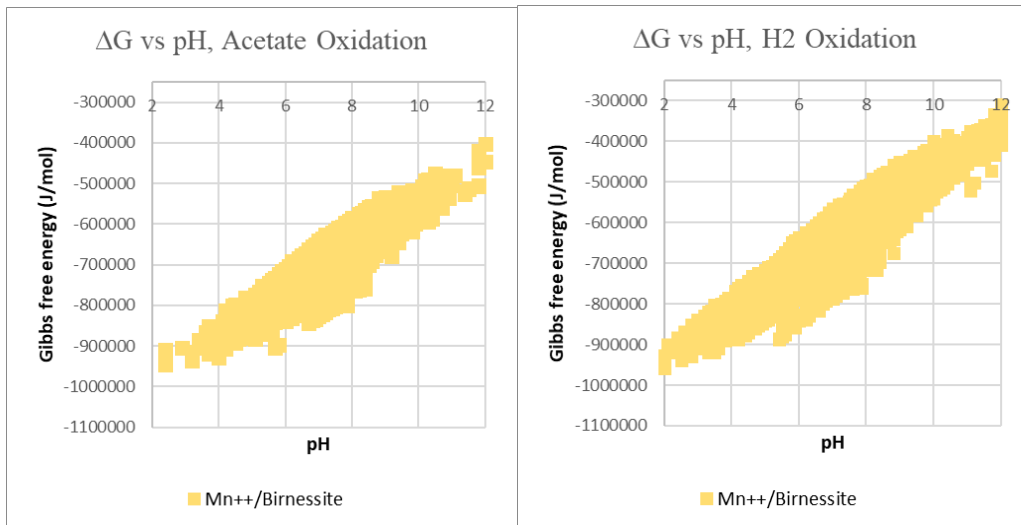 ΔG vs pH, Acetate Oxidation
2 4 6 8 10 12
-300000
-400000
-500000
-600000
-700000
-800000
-900000
-1000000
-1100000
Gibbs free energy (J/mol)
pH
Mn++/Birnessite
ΔG vs pH, H2 Oxidation
2 4 6 8 10 12
-300000
-400000
-500000
-600000
-700000
-800000
-900000
-1000000
-1100000
Gibbs free energy (J/mol)
pH
Mn++/Birnessite